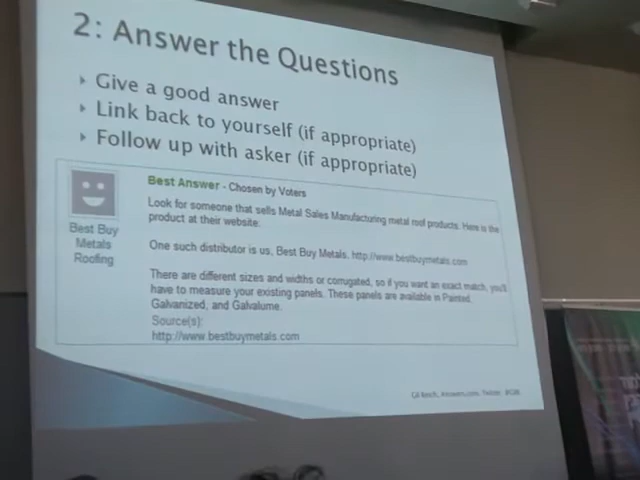 2: Answer the Questions
Give a good answer
Link back to yourself (if appropriate)
Follow up with asker (if appropriate)
Best Answer - Chosen by Voters
Look for someone that sells Metal Sales Manufacturing metal roof products. Here is the
product at their website.
Best Buy
Metals
Roofing
One such distributor is us, Best Buy Metals. http://www.bestbuymetals.com
There are different sizes and widths or corrugated, so if you want an exact match, you'll
have to measure your existing panels. These panels are available in Painted,
Galvanized, and Galvalume.
Source(s):
http://www.bestbuymetals.com
Answers.com, Twitter